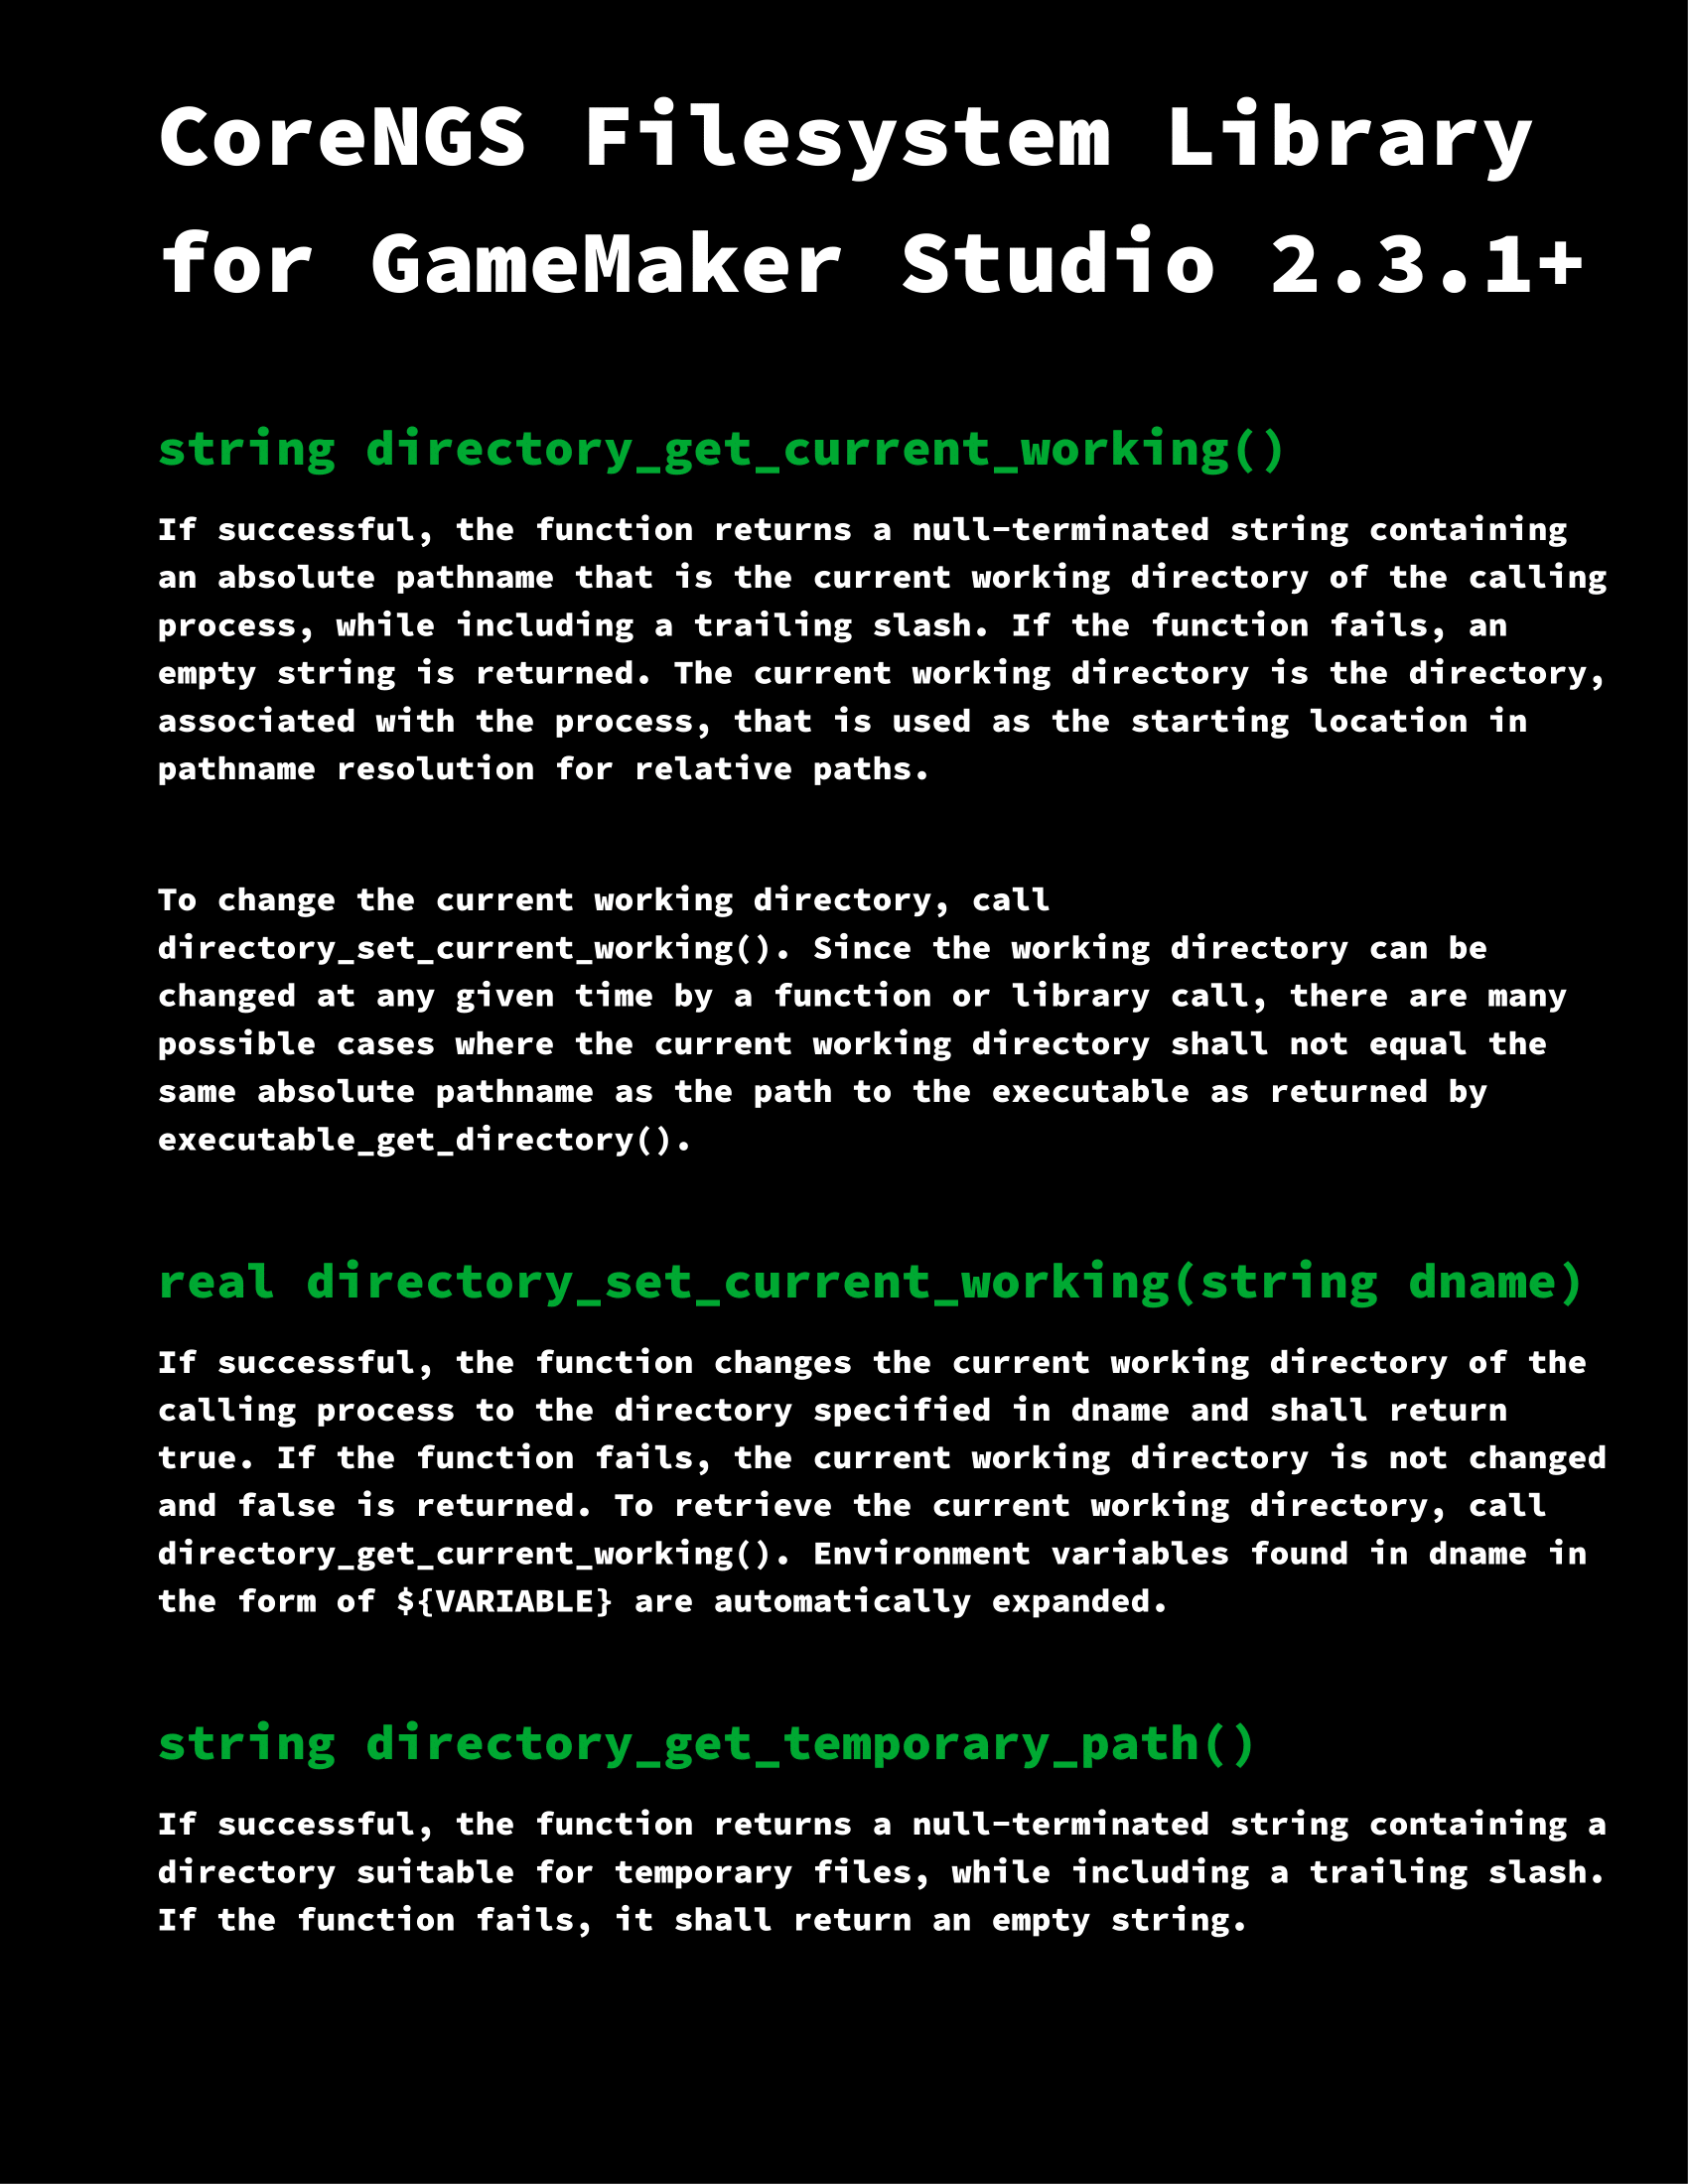 CoreNGS Filesystem Library
for GameMaker Studio 2.3.1+
string directory_get_current_working()
If successful, the function returns a null-terminated string containing
an absolute pathname that is the current working directory of the calling
process, while including a trailing slash. If the function fails, an
empty string is returned. The current working directory is the directory,
associated with the process, that is used as the starting location in
pathname resolution for relative paths.
To change the current working directory, call
directory_set_current_working(). Since the working directory can be
changed at any given time by a function or library call, there are many
possible cases where the current working directory shall not equal the
same absolute pathname as the path to the executable as returned by
executable_get_directory().
real directory_set_current_working(string dname)
If successful, the function changes the current working directory of the
calling process to the directory specified in dname and shall return
true. If the function fails, the current working directory is not changed
and false is returned. To retrieve the current working directory, call
directory_get_current_working(). Environment variables found in dname in
the form of ${VARIABLE} are automatically expanded.
string directory_get_temporary_path()
If successful, the function returns a null-terminated string containing a
directory suitable for temporary files, while including a trailing slash.
If the function fails, it shall return an empty string.